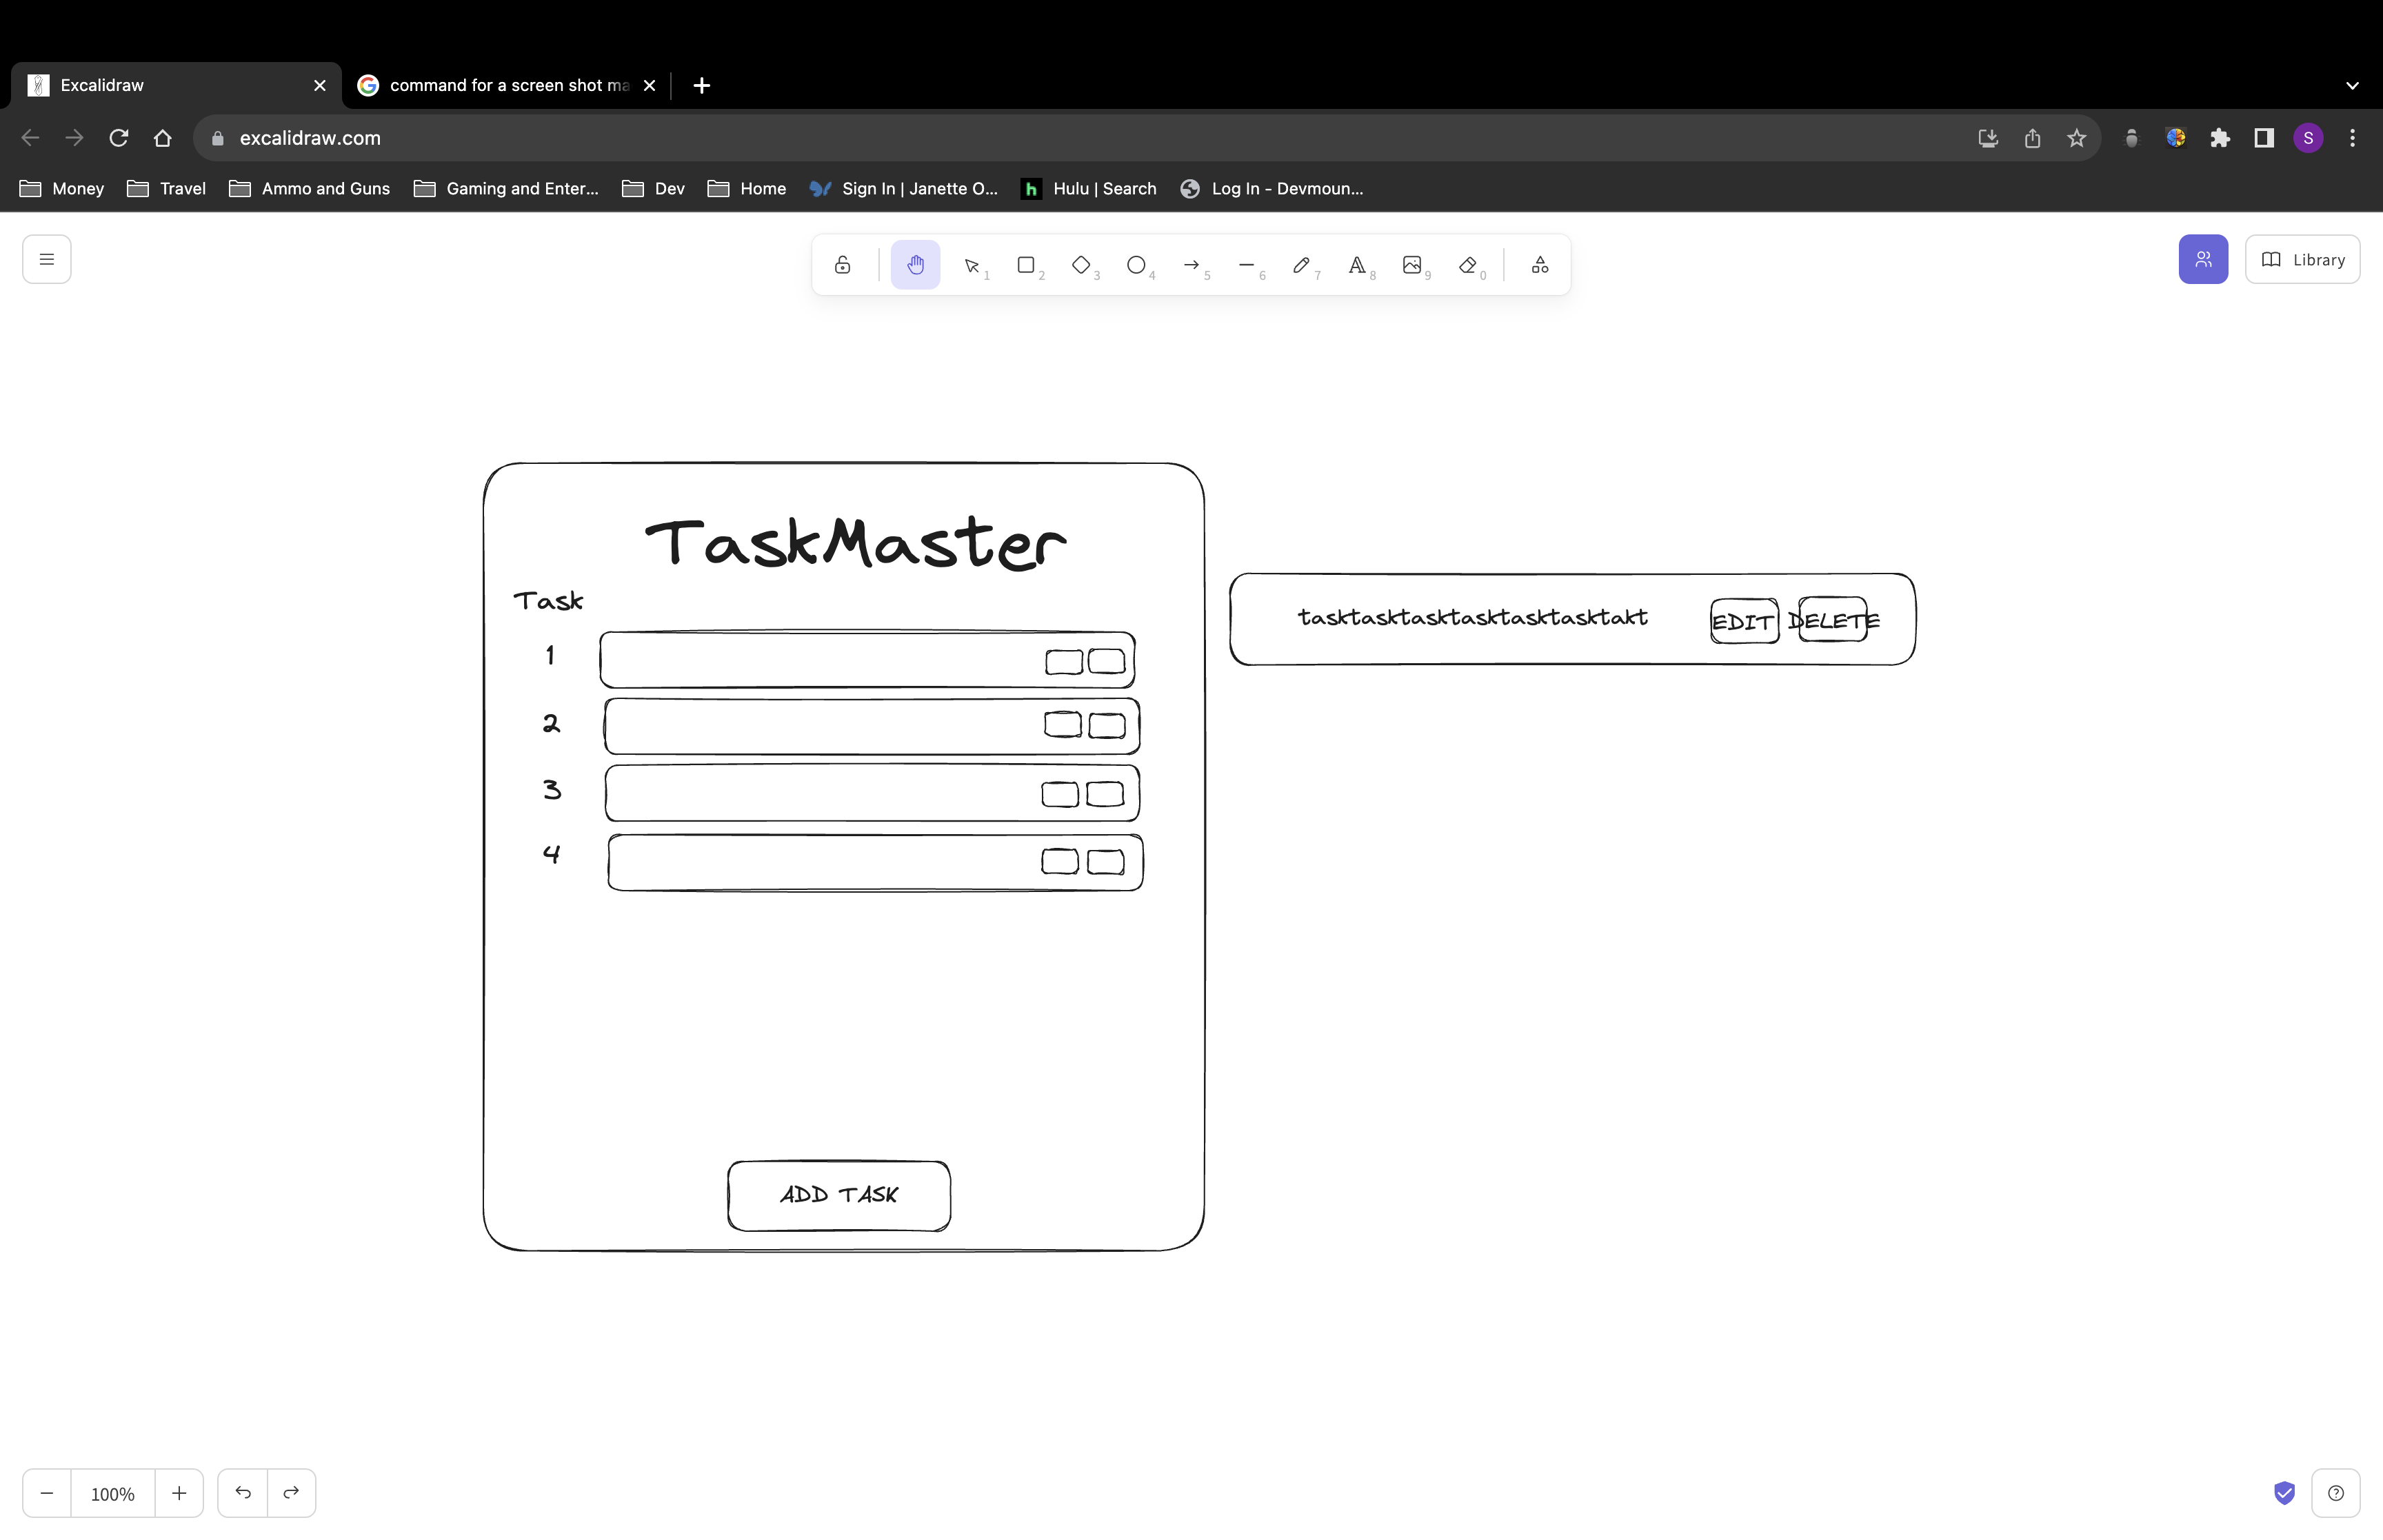 Excalidraw
command for a screen shot ma
excalidraw.com
S
Money Travel Ammo and Guns Gaming and Enter... Dev Home Sign In | Janette O... h Hulu | Search Log In - Devmoun...
1 2 3 4 5 6 7 A 8 9 0
Library
TaskMaster
Task
1
2
3
4
ADD TASK
tasktasktasktasktasktasktakt EDIT DELETE
100%